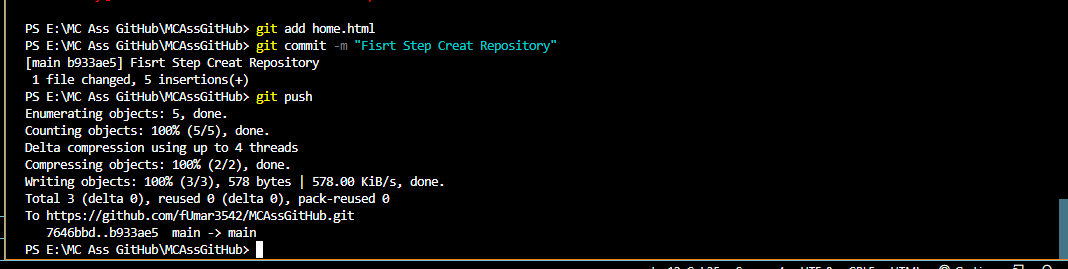 PS E:\MC Ass GitHub\MCAssGitHub> git add home.html
PS E:\MC Ass GitHub\MCAssGitHub> git commit -m "Fisrt Step Creat Repository"
[main b933ae5] Fisrt Step Creat Repository
 1 file changed, 5 insertions(+)
PS E:\MC Ass GitHub\MCAssGitHub> git push
Enumerating objects: 5, done.
Counting objects: 100% (5/5), done.
Delta compression using up to 4 threads
Compressing objects: 100% (2/2), done.
Writing objects: 100% (3/3), 578 bytes | 578.00 KiB/s, done.
Total 3 (delta 0), reused 0 (delta 0), pack-reused 0
To https://github.com/fUmar3542/MCAssGitHub.git
   7646bbd..b933ae5  main -> main
PS E:\MC Ass GitHub\MCAssGitHub>